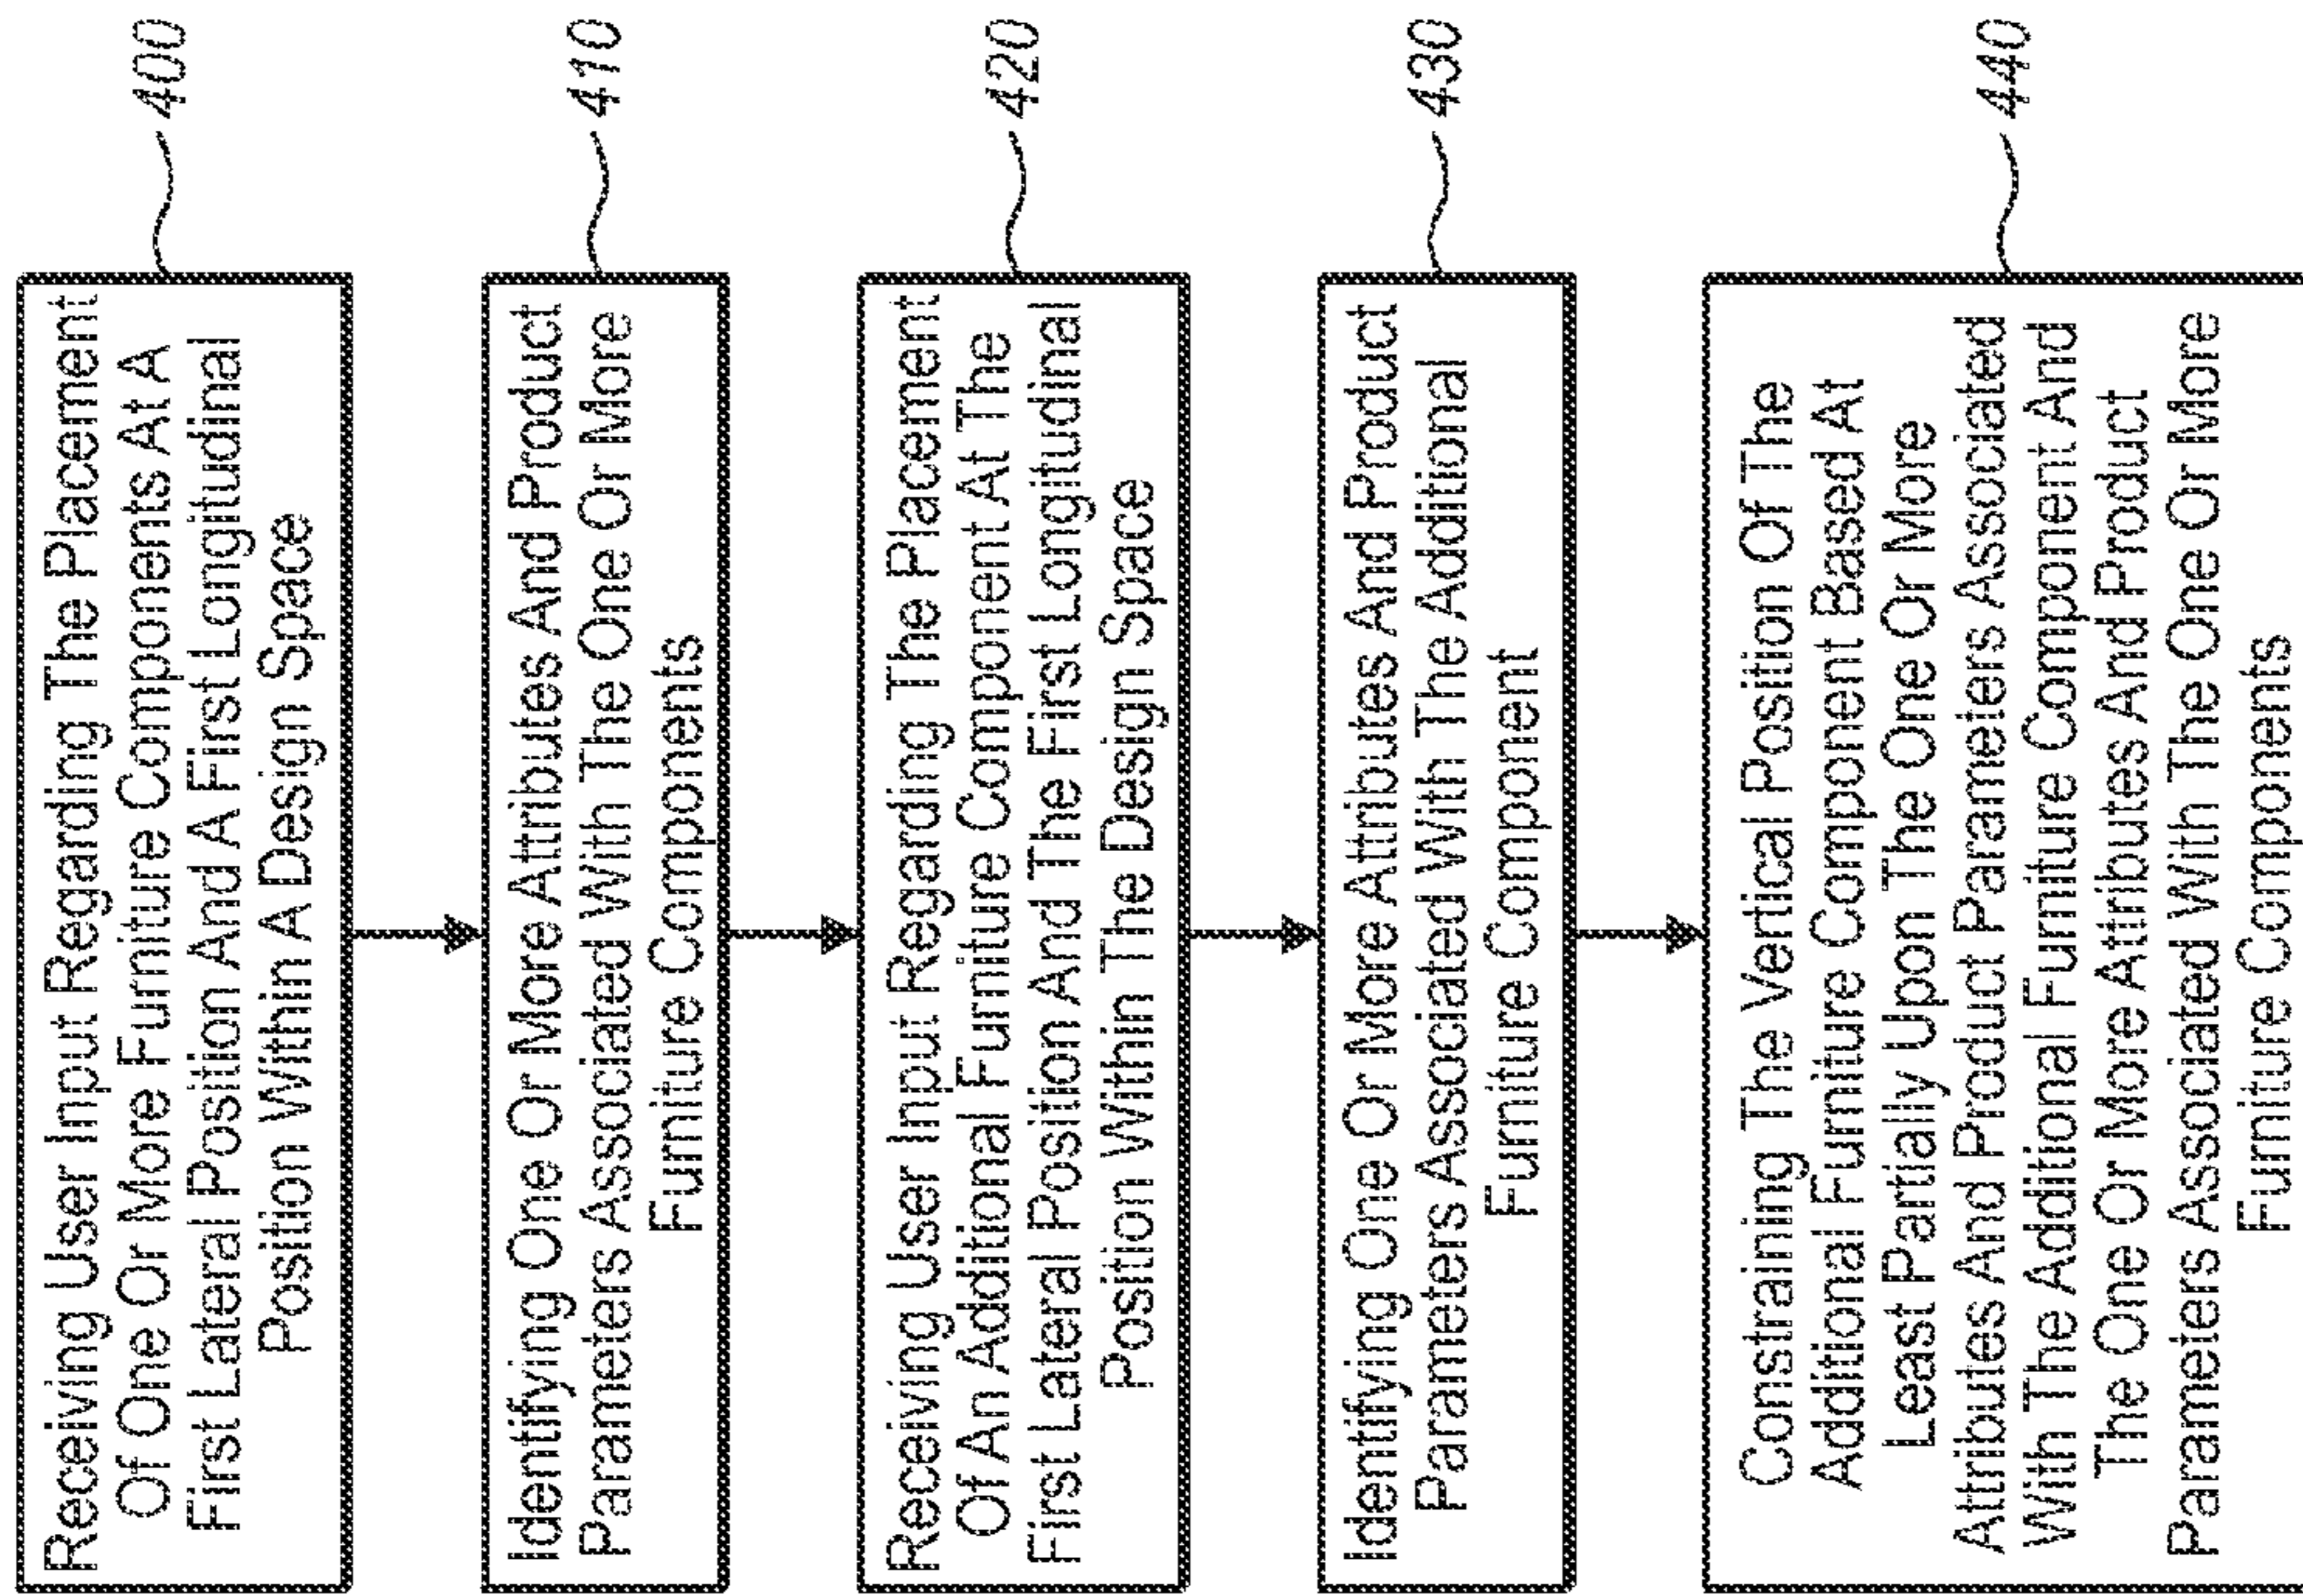 Receiving User Input Regarding The Placement
Of One Or More Furniture Components At A
First Lateral Position And A First Longitudinal
Position Within A Design Space
400
Identifying One Or More Attributes And Product
Parameters Associated With The One Or More
Furniture Components
410
Receiving User Input Regarding The Placement
Of An Additional Furniture Component At The
First Lateral Position And The First Longitudinal
Position Within The Design Space
420
Identifying One Or More Attributes And Product
Parameters Associated With The Additional
Furniture Component
430
Constraining The Vertical Position Of The
Additional Furniture Component Based At
Least Partially Upon The One Or More
Attributes And Product Parameters Associated
With The Additional Furniture Component And
The One Or More Attributes And Product
Parameters Associated With The One Or More
Furniture Components
440